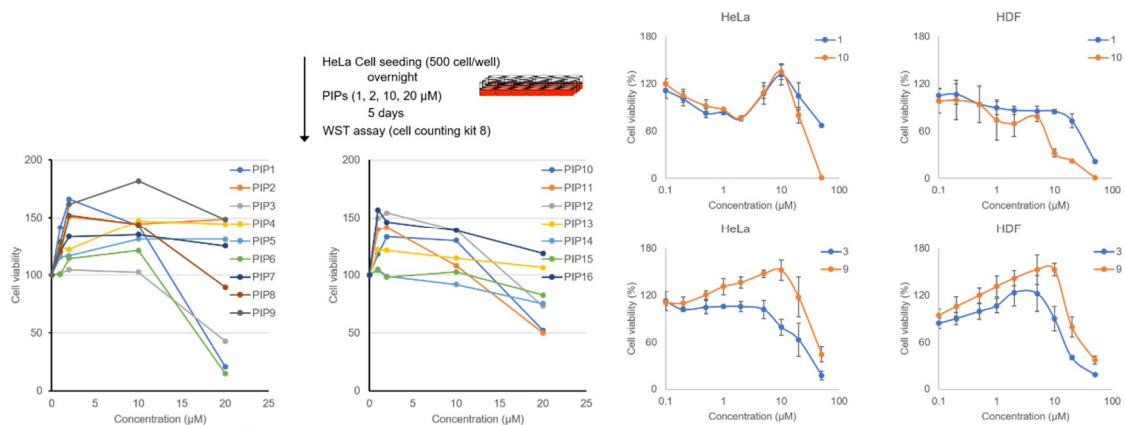 HeLa Cell seeding (500 cell/well)
overnight
PIPs (1, 2, 10, 20 µM)
5 days
WST assay (cell counting kit 8)
200
150
100
50
0
0 5 10 15 20 25
Cell viability
Concentration (µM)
PIP1
PIP2
PIP3
PIP4
PIP5
PIP6
PIP7
PIP8
PIP9
200
150
100
50
0
0 5 10 15 20 25
Cell viability
Concentration (µM)
PIP10
PIP11
PIP12
PIP13
PIP14
PIP15
PIP16
HeLa
180
120
60
0
0.1 1 10 100
Cell viability (%)
Concentration (µM)
1
10
HDF
180
120
60
0
0.1 1 10 100
Cell viability (%)
Concentration (µM)
1
10
HeLa
180
120
60
0
0.1 1 10 100
Cell viability (%)
Concentration (µM)
3
9
HDF
180
120
60
0
0.1 1 10 100
Cell viability (%)
Concentration (µM)
3
9